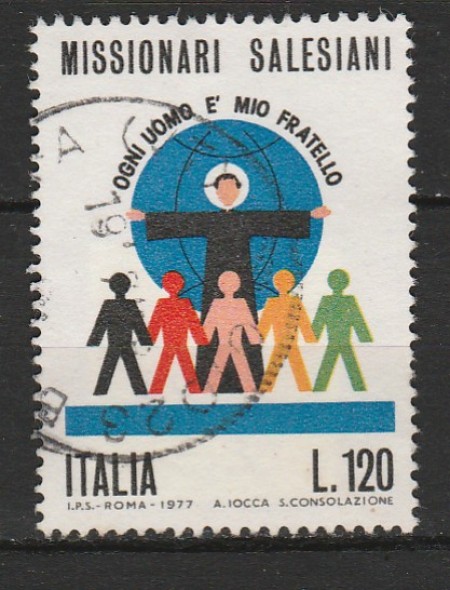 MISSIONARI SALESIANI
OGNI UOMO E' MIO FRATELLO
ITALIA L.120
I.P.S.-ROMA-1977 A.IOCCA S.CONSOLAZIONE